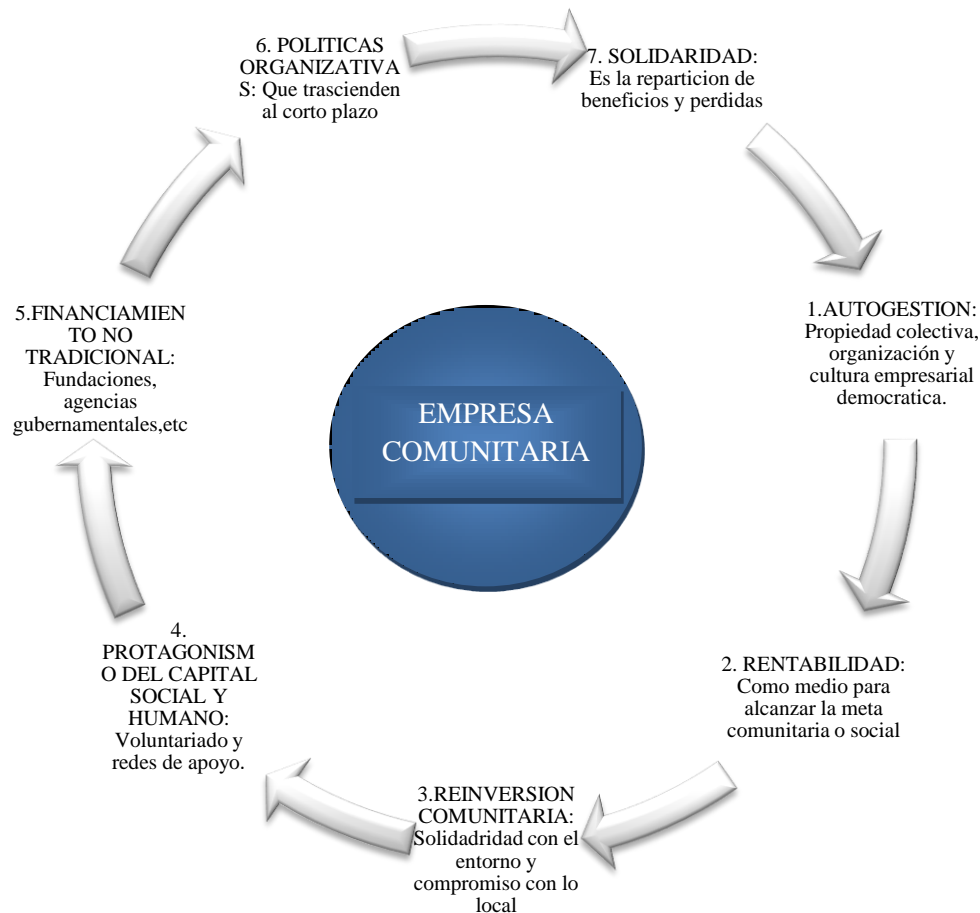 6. POLITICAS
ORGANIZATIVA
S: Que trascienden
al corto plazo
7. SOLIDARIDAD:
Es la reparticion de
beneficios y perdidas
1.AUTOGESTION:
Propiedad colectiva,
organización y
cultura empresarial
democratica.
2. RENTABILIDAD:
Como medio para
alcanzar la meta
comunitaria o social
3.REINVERSION
COMUNITARIA:
Solidadridad con el
entorno y
compromiso con lo
local
4.
PROTAGONISM
O DEL CAPITAL
SOCIAL Y
HUMANO:
Voluntariado y
redes de apoyo.
5.FINANCIAMIEN
TO NO
TRADICIONAL:
Fundaciones,
agencias
gubernamentales,etc
EMPRESA
COMUNITARIA